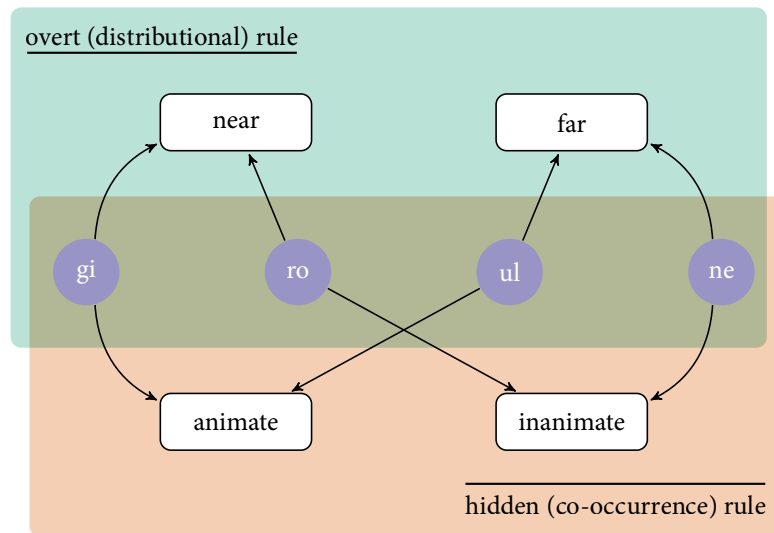 overt (distributional) rule
near
far
gi
ro
ul
ne
animate
inanimate
hidden (co-occurrence) rule